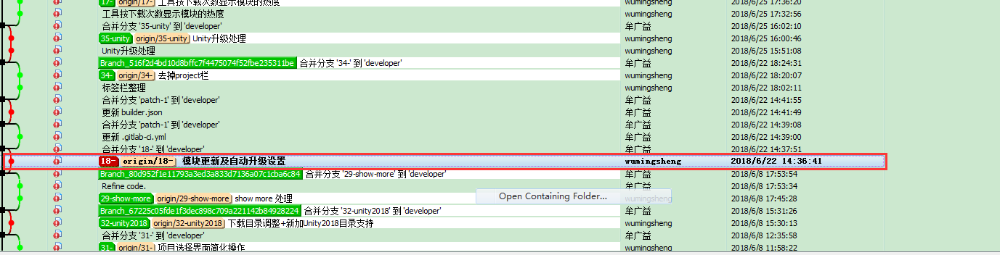 17- origin/17- 工具按下载次数显示模块的热度 wumingsheng 2018/6/25 17:36:20
工具按下载次数显示模块的热度 wumingsheng 2018/6/25 17:32:56
合并分支 '35-unity' 到 'developer' 牟广益 2018/6/25 16:02:10
35-unity origin/35-unity Unity升级处理 wumingsheng 2018/6/25 16:00:46
Unity升级处理 wumingsheng 2018/6/25 15:51:08
Branch_516f2d4bd10d8bffc7f4475074f52fbe235311be 合并分支 '34-' 到 'developer' 牟广益 2018/6/22 18:24:31
34- origin/34- 去掉project栏 wumingsheng 2018/6/22 18:20:07
标签栏整理 wumingsheng 2018/6/22 18:02:11
合并分支 'patch-1' 到 'developer' 牟广益 2018/6/22 14:41:55
更新 builder.json 牟广益 2018/6/22 14:41:49
合并分支 'patch-1' 到 'developer' 牟广益 2018/6/22 14:39:08
更新 .gitlab-ci.yml 牟广益 2018/6/22 14:39:00
合并分支 '18-' 到 'developer' 牟广益 2018/6/22 14:37:51
18- origin/18- 模块更新及自动升级设置 wumingsheng 2018/6/22 14:36:41
Branch_80d952f1e11793a3ed3a833d7136a07c1cba6c84 合并分支 '29-show-more' 到 'developer' 牟广益 2018/6/8 17:53:54
Refine code. 牟广益 2018/6/8 17:53:34
29-show-more origin/29-show-more show more 处理 Open Containing Folder... wumingsheng 2018/6/8 17:45:28
Branch_67225c05fde1f3dec898c709a221142b84928224 合并分支 '32-unity2018' 到 'developer' 牟广益 2018/6/8 15:31:26
32-unity2018 origin/32-unity2018 下载目录调整+新加Unity2018目录支持 wumingsheng 2018/6/8 15:30:13
合并分支 '31-' 到 'developer' 牟广益 2018/6/8 12:35:58
31- origin/31- 项目选择界面简化操作 wumingsheng 2018/6/8 11:58:22